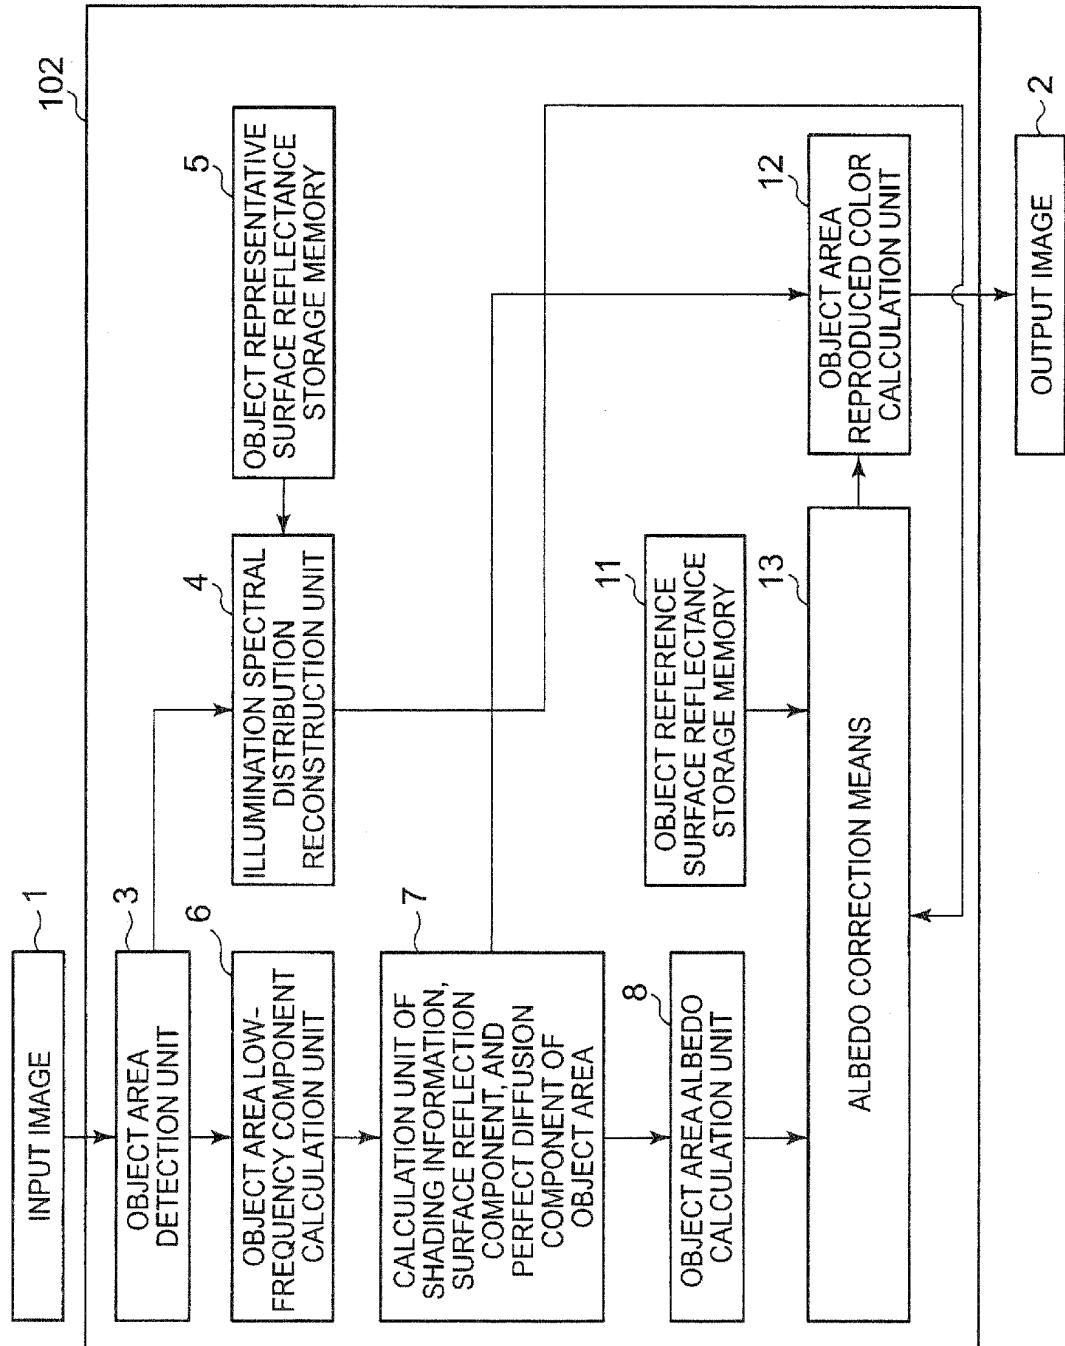 102
INPUT IMAGE
1
OBJECT AREA
DETECTION UNIT
3
OBJECT AREA LOW-
FREQUENCY COMPONENT
CALCULATION UNIT
6
ILLUMINATION SPECTRAL
DISTRIBUTION
RECONSTRUCTION UNIT
4
OBJECT REPRESENTATIVE
SURFACE REFLECTANCE
STORAGE MEMORY
5
CALCULATION UNIT OF
SHADING INFORMATION,
SURFACE REFLECTION
COMPONENT, AND
PERFECT DIFFUSION
COMPONENT OF
OBJECT AREA
7
OBJECT AREA ALBEDO
CALCULATION UNIT
8
OBJECT REFERENCE
SURFACE REFLECTANCE
STORAGE MEMORY
11
ALBEDO CORRECTION MEANS
13
OBJECT AREA
REPRODUCED COLOR
CALCULATION UNIT
12
OUTPUT IMAGE
2